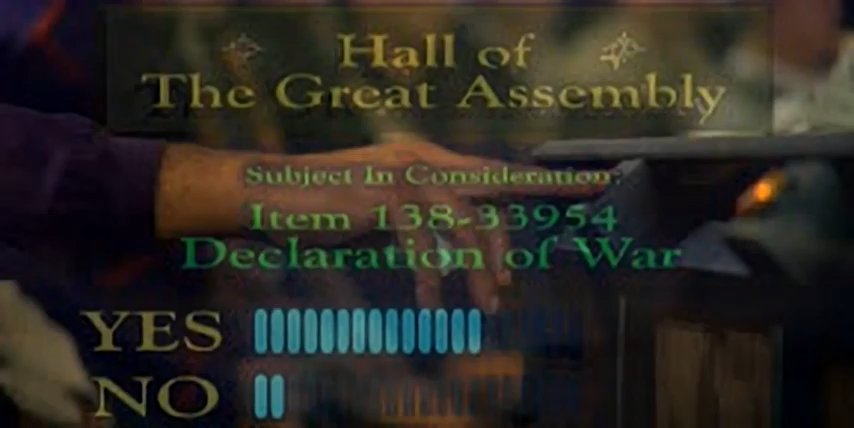 Hall of
The Great Assembly
Subject In Consideration:
Item 138-33954
Declaration of War
YES
NO